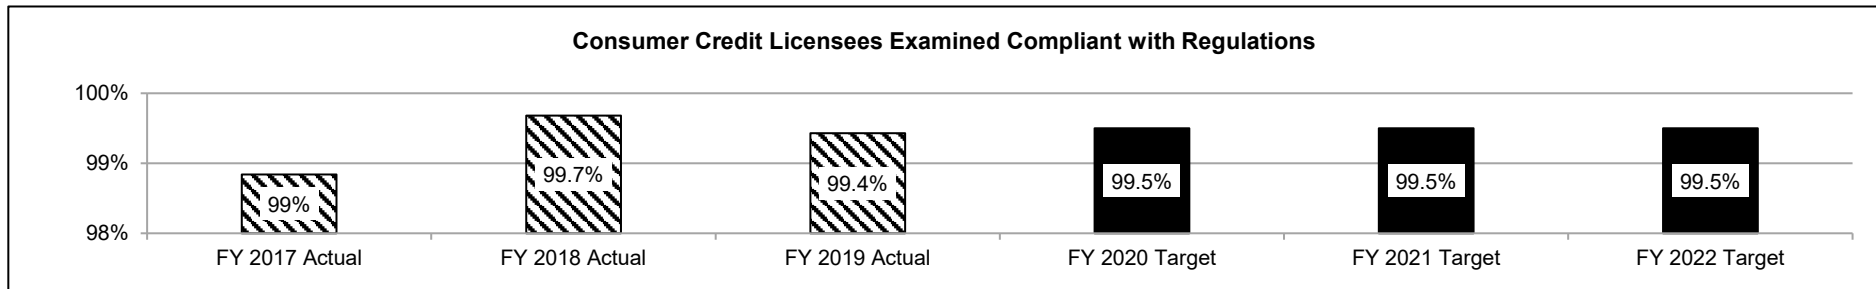 Consumer Credit Licensees Examined Compliant with Regulations
100%
99%
98%
99%
99.7%
99.4%
99.5%
99.5%
99.5%
FY 2017 Actual
FY 2018 Actual
FY 2019 Actual
FY 2020 Target
FY 2021 Target
FY 2022 Target